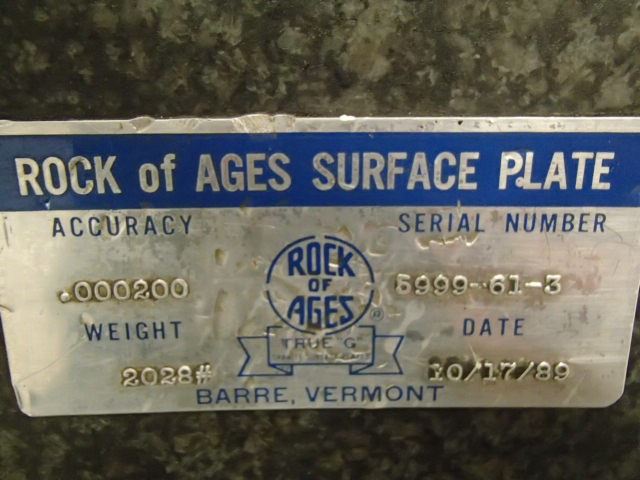 ROCK of AGES SURFACE PLATE
ACCURACY
SERIAL NUMBER
.000200
5999-61-3
ROCK
OF
AGES®
WEIGHT
DATE
TRUE "G"
2028#
10/17/89
BARRE, VERMONT